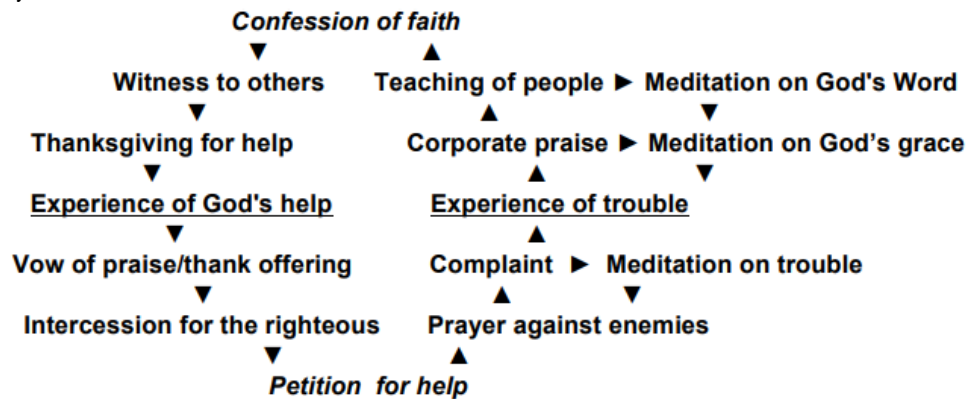 Confession of faith
▼ ▲
Witness to others Teaching of people ► Meditation on God's Word
▼ ▲ ▼
Thanksgiving for help Corporate praise ► Meditation on God’s grace
▼ ▲ ▼
Experience of God's help Experience of trouble
▼ ▲
Vow of praise/thank offering Complaint ► Meditation on trouble
▼ ▲ ▼
Intercession for the righteous Prayer against enemies
▼ ▲
Petition for help